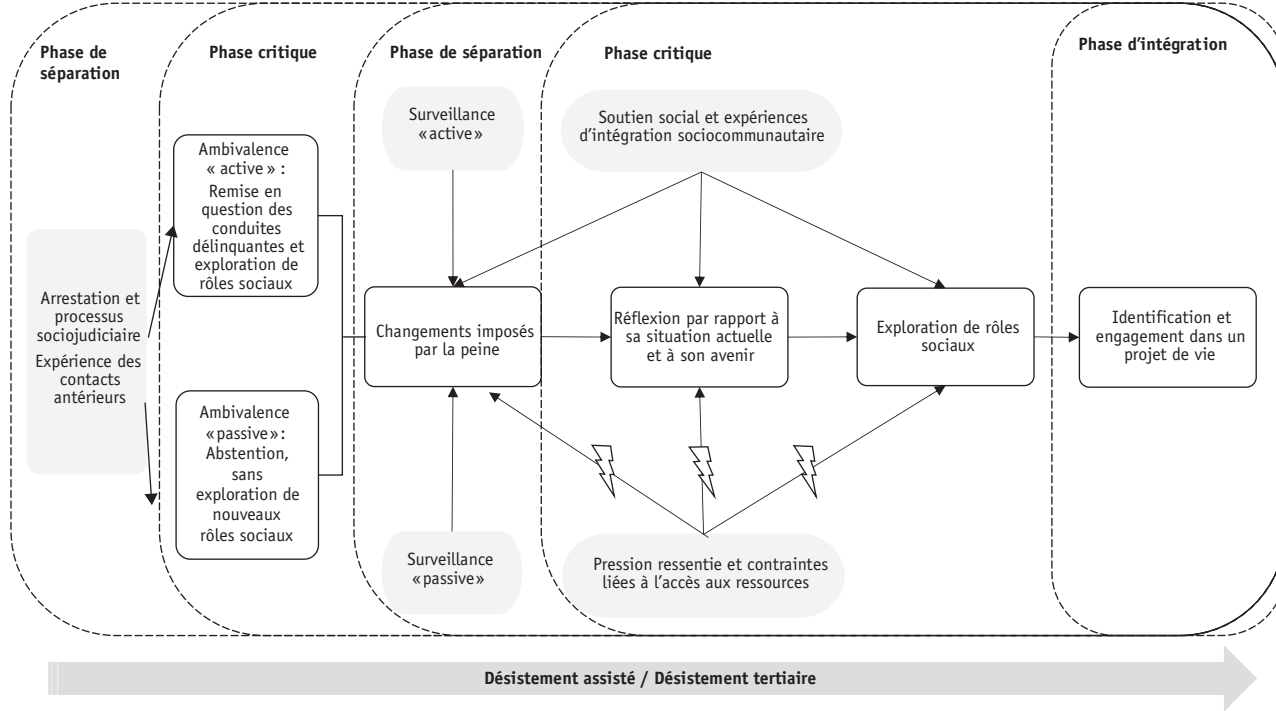 Phase de
séparation
Arrestation et
processus
sociojudiciaire
Expérience des
contacts
antérieurs
Phase critique
Ambivalence
« active » :
Remise en
question des
conduites
délinquantes et
exploration de
rôles sociaux
Ambivalence
«passive»:
Abstention,
sans
exploration de
nouveaux
rôles sociaux
Phase de séparation
Surveillance
«active»
Changements imposés
par la peine
Surveillance
«passive»
Phase critique
Soutien social et expériences
d'intégration sociocommunautaire
Réflexion par rapport à
sa situation actuelle
et à son avenir
Exploration de rôles
sociaux
Pression ressentie et contraintes
liées à l'accès aux ressources
Phase d'intégration
Identification et
engagement dans un
projet de vie
Désistement assisté / Désistement tertiaire